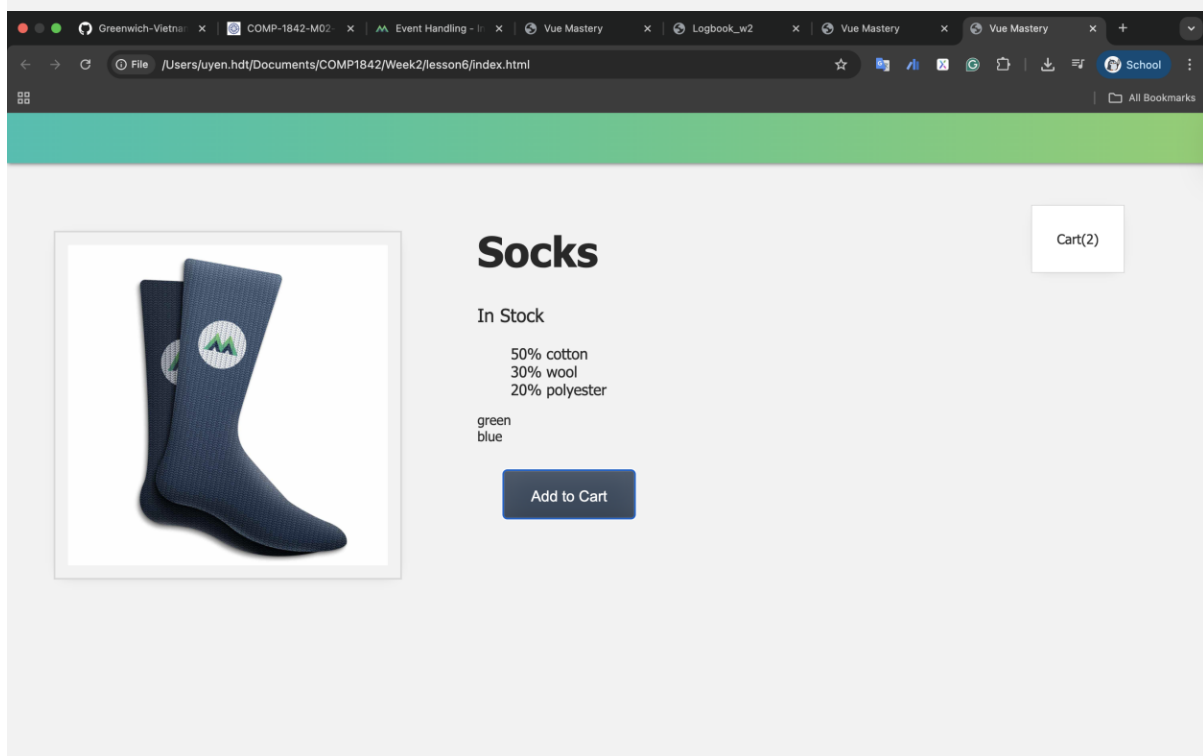 Greenwich-Vietnar
COMP-1842-M02-
Event Handling - In
Vue Mastery
Logbook_w2
Vue Mastery
Vue Mastery
File
/Users/uyen.hdt/Documents/COMP1842/Week2/lesson6/index.html
School
All Bookmarks
Socks
Cart(2)
In Stock
50% cotton
30% wool
20% polyester
green
blue
Add to Cart